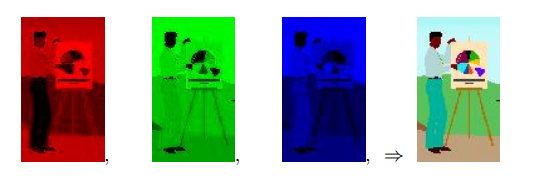 , , , ⇒